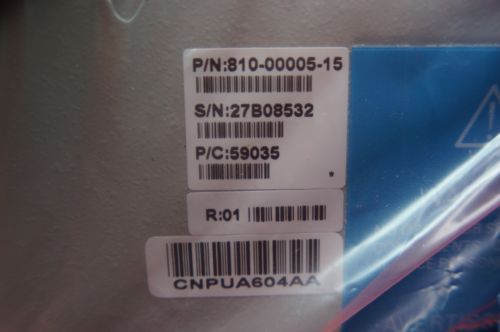 P/N:810-00005-15
S/N:27B08532
P/C:59035
*
R:01
CNPUA604AA